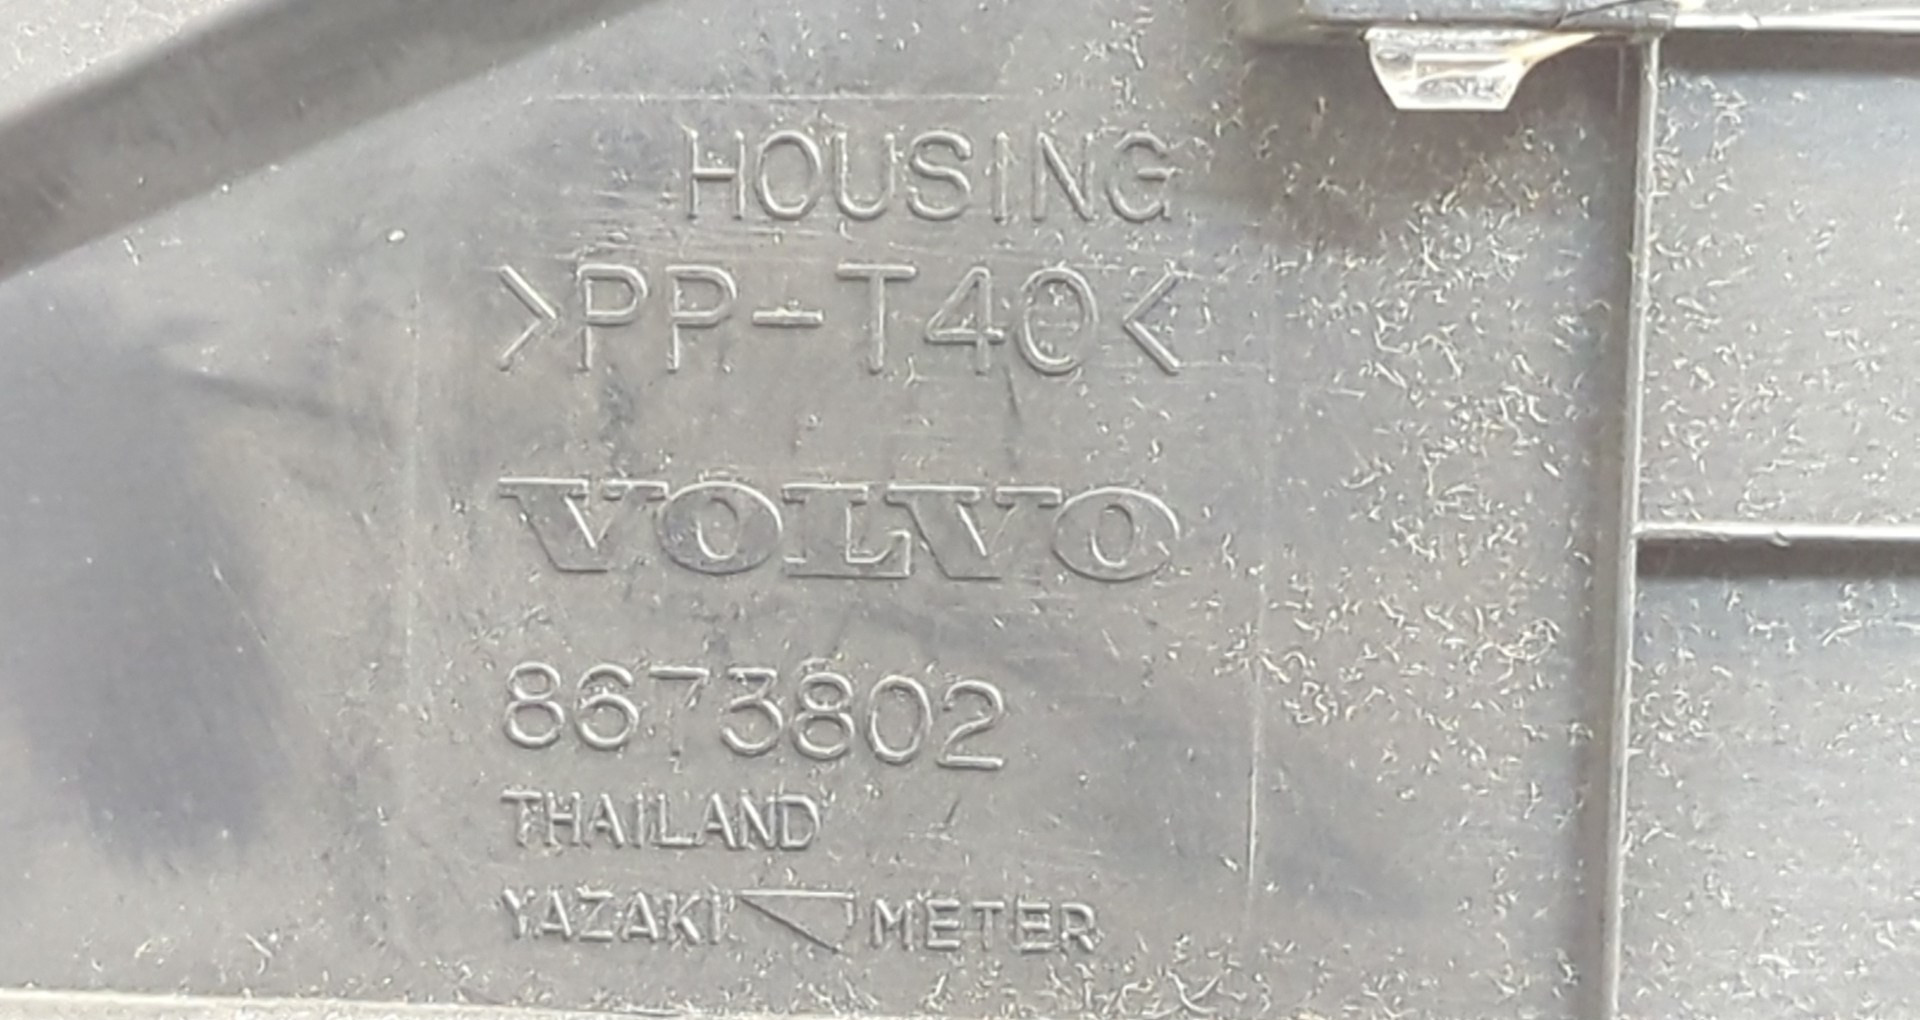 HOUSING
>PP-T40<
VOLVO
8673802
THAILAND
YAZAKI METER